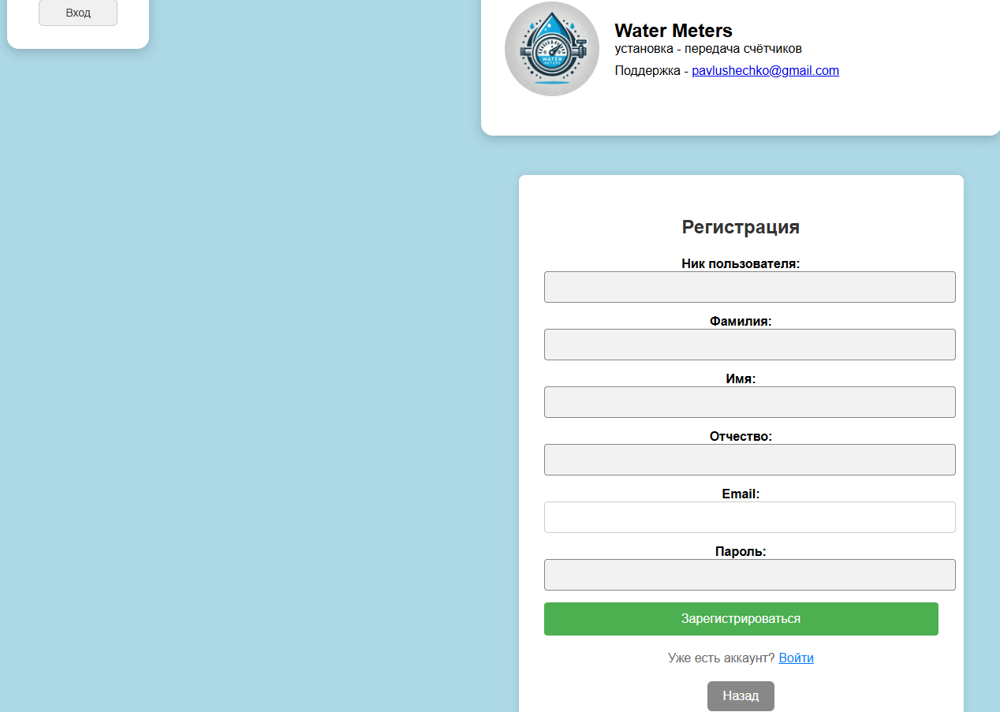 Вход
WATER
METERS
Water Meters
установка - передача счётчиков
Поддержка - pavlushechko@gmail.com
Регистрация
Ник пользователя:
Фамилия:
Имя:
Отчество:
Email:
Пароль:
Зарегистрироваться
Уже есть аккаунт? Войти
Назад